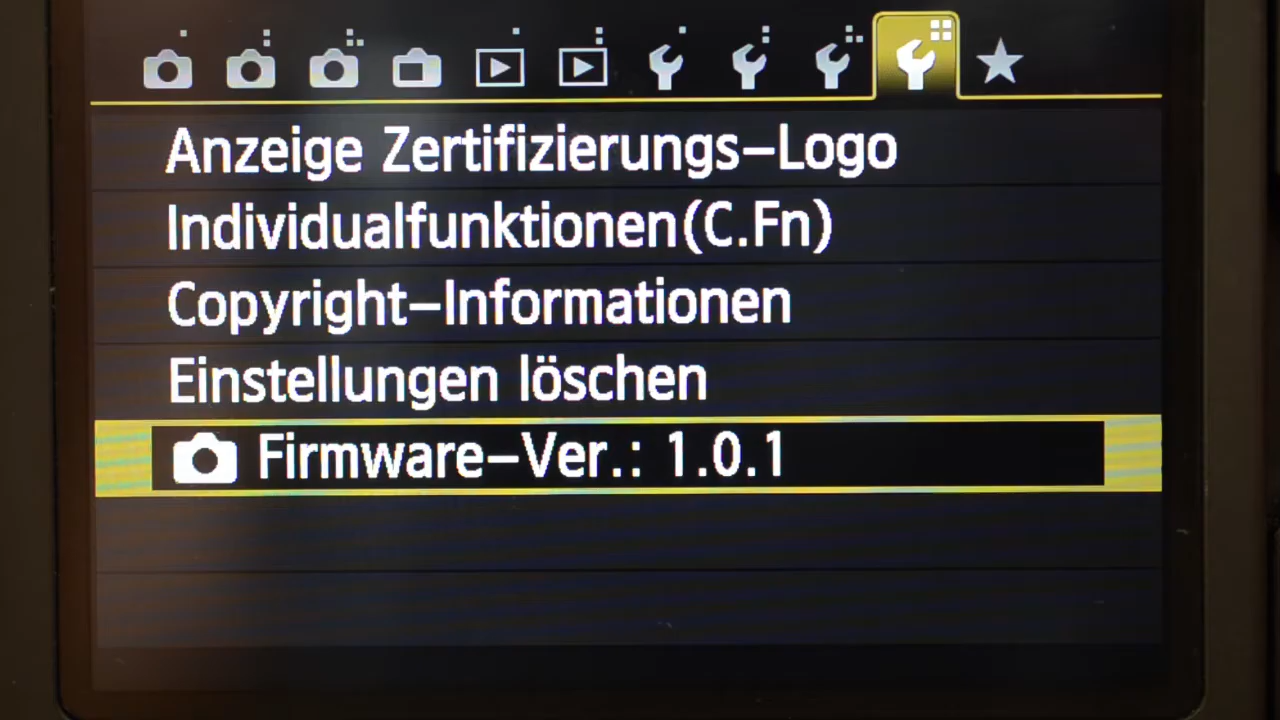 Anzeige Zertifizierungs-Logo
Individualfunktionen(C.Fn)
Copyright-Informationen
Einstellungen löschen
Firmware-Ver.: 1.0.1